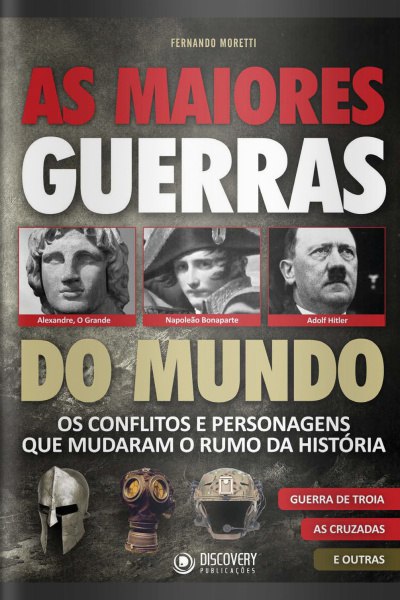 FERNANDO MORETTI
AS MAIORES
GUERRAS
Alexandre, O Grande
Napoleão Bonaparte
Adolf Hitler
DO MUNDO
OS CONFLITOS E PERSONAGENS
QUE MUDARAM O RUMO DA HISTÓRIA
GUERRA DE TROIA
AS CRUZADAS
E OUTRAS
D DISCOVERY
PUBLICAÇÕES